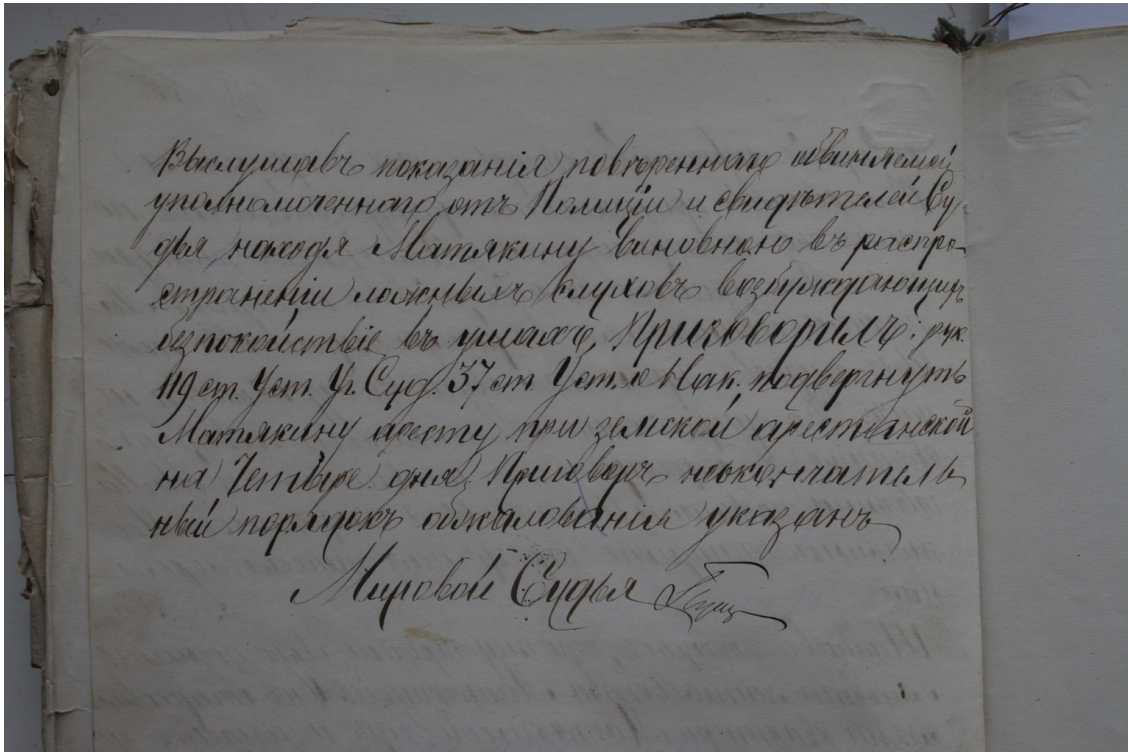 Выслушавъ показанія повѣреннаго обвиняемой
уполномоченнаго отъ Полиціи и свидѣтелей Су-
дья, находя Матякину виновною въ распро-
страненіи ложныхъ слуховъ возбуждающихъ
безпокойствіе въ умахъ, Приговорилъ: рук.
119 ст. Уст. Уг. Суд. 37 ст. Уст. о Нак. подвергнуть
Матякину аресту при земской арестанской
на Четыре дня. Приговоръ неокончатель
ный порядокъ обжалованія указанъ
Мировой Судья